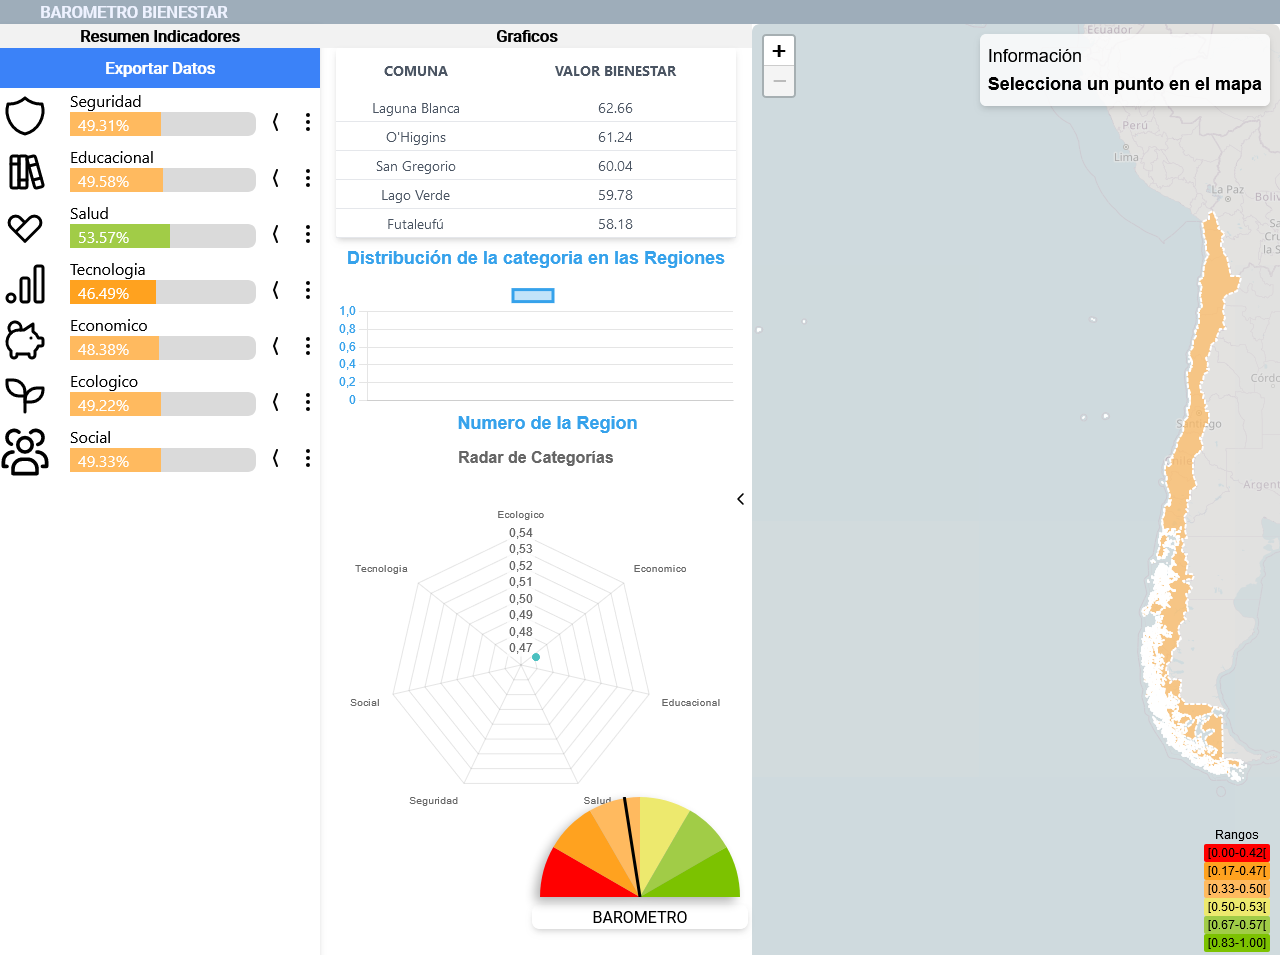 BAROMETRO BIENESTAR
Resumen Indicadores
Exportar Datos
Seguridad
49.31%
Educacional
49.58%
Salud
53.57%
Tecnologia
46.49%
Economico
48.38%
Ecologico
49.22%
Social
49.33%
Graficos
COMUNA VALOR BIENESTAR
Laguna Blanca 62.66
O'Higgins 61.24
San Gregorio 60.04
Lago Verde 59.78
Futaleufú 58.18
Distribución de la categoria en las Regiones
1,0
0,8
0,6
0,4
0,2
0
Numero de la Region
Radar de Categorías
Ecologico
0,54
0,53
0,52
0,51
0,50
0,49
0,48
0,47
Tecnologia
Economico
Social
Educacional
Seguridad
Salud
BAROMETRO
+
−
Información
Selecciona un punto en el mapa
Ecuador
Perú
Lima
La Paz
Santiago
Rangos
[0.00-0.42[
[0.17-0.47[
[0.33-0.50[
[0.50-0.53[
[0.67-0.57[
[0.83-1.00]